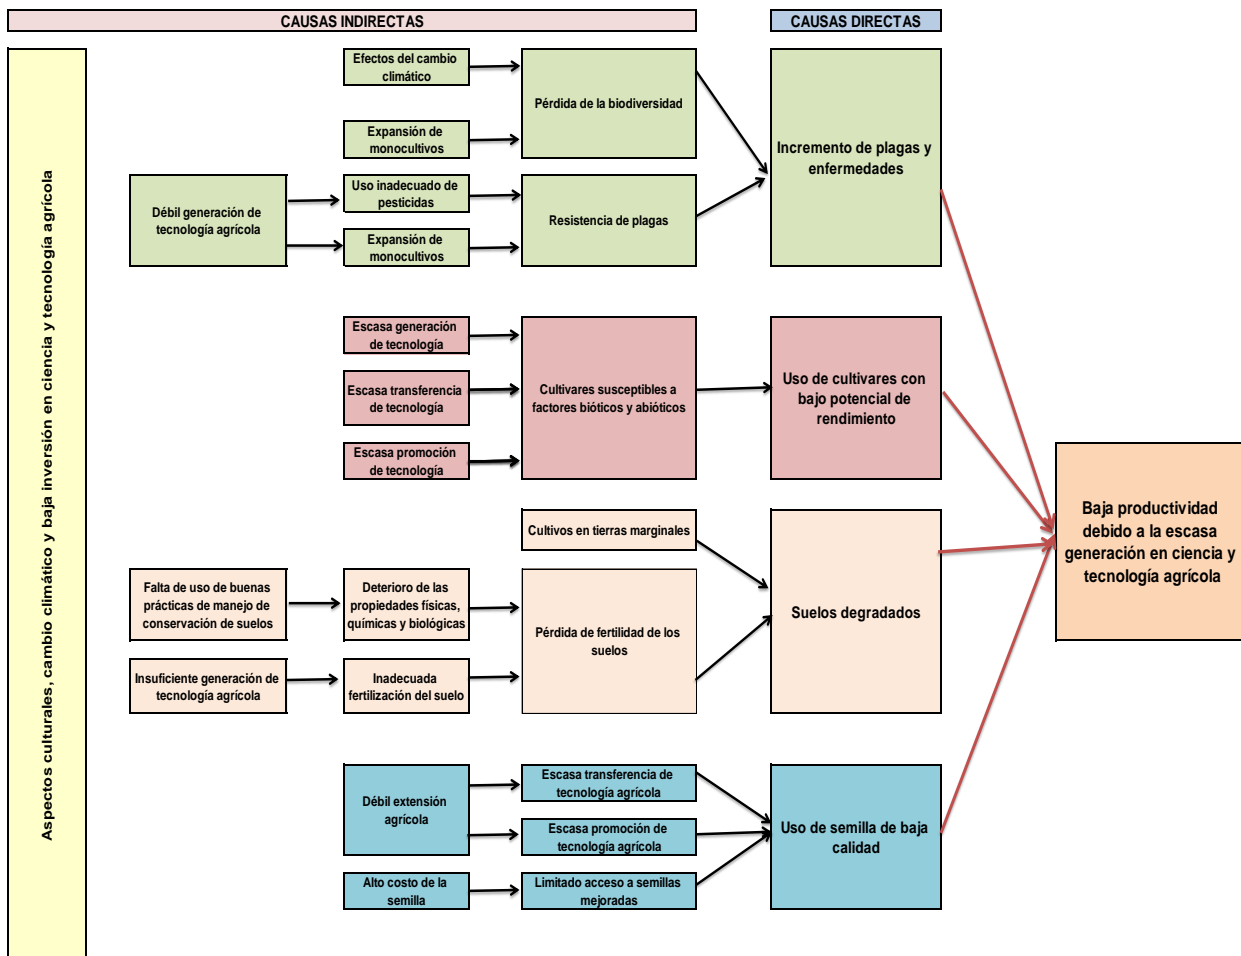 CAUSAS INDIRECTAS
CAUSAS DIRECTAS
Aspectos culturales, cambio climático y baja inversión en ciencia y tecnología agrícola
Efectos del cambio
climático
Pérdida de la biodiversidad
Expansión de
monocultivos
Incremento de plagas y
enfermedades
Débil generación de
tecnología agrícola
Uso inadecuado de
pesticidas
Resistencia de plagas
Expansión de
monocultivos
Escasa generación
de tecnología
Escasa transferencia
de tecnología
Escasa promoción
de tecnología
Cultivares susceptibles a
factores bióticos y abióticos
Uso de cultivares con
bajo potencial de
rendimiento
Baja productividad
debido a la escasa
generación en ciencia y
tecnología agrícola
Cultivos en tierras marginales
Falta de uso de buenas
prácticas de manejo de
conservación de suelos
Deterioro de las
propiedades físicas,
químicas y biológicas
Pérdida de fertilidad de los
suelos
Suelos degradados
Insuficiente generación de
tecnología agrícola
Inadecuada
fertilización del suelo
Débil extensión
agrícola
Escasa transferencia de
tecnología agrícola
Escasa promoción de
tecnología agrícola
Uso de semilla de baja
calidad
Alto costo de la
semilla
Limitado acceso a semillas
mejoradas